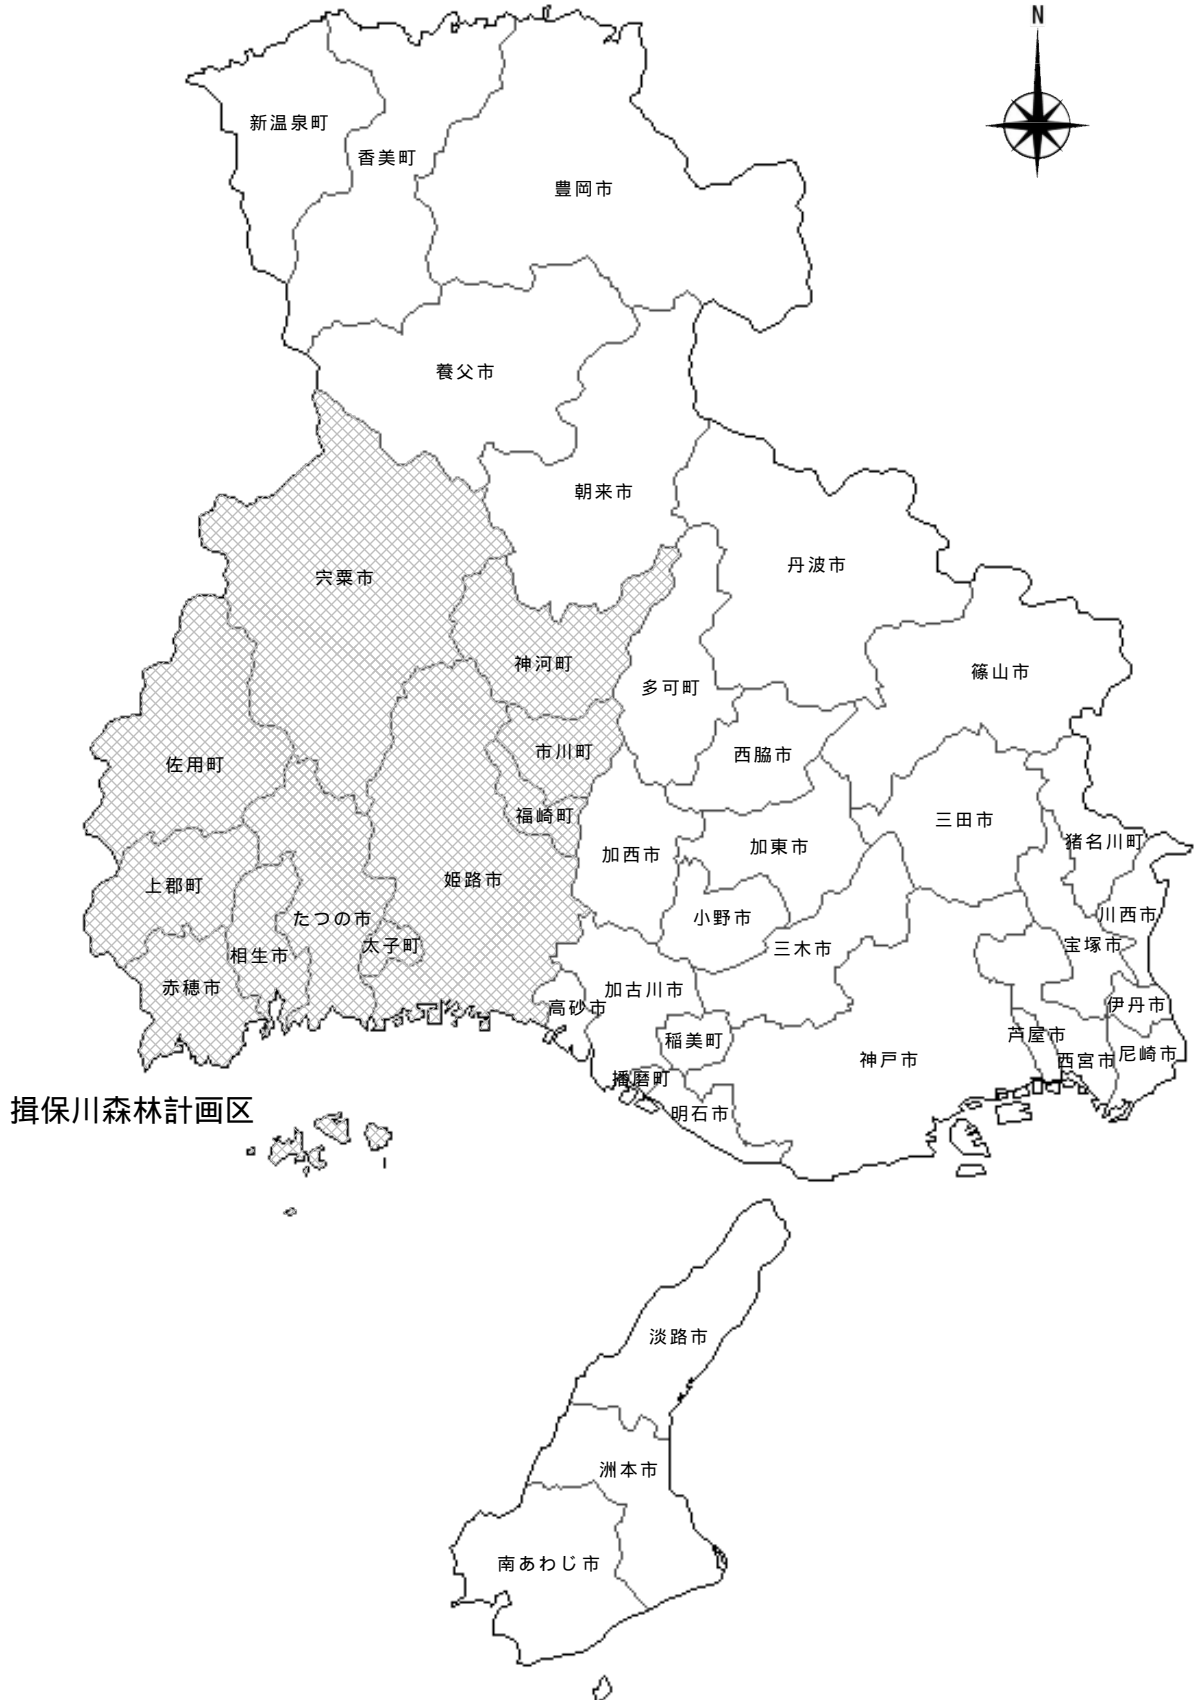 N
新温泉町
香美町
豊岡市
養父市
朝来市
丹波市
宍粟市
神河町
篠山市
多可町
市川町
西脇市
佐用町
福崎町
三田市
猪名川町
加東市
加西市
姫路市
上郡町
川西市
小野市
たつの市
太子町
宝塚市
三木市
相生市
赤穂市
加古川市
高砂市
伊丹市
芦屋市
稲美町
西宮市
尼崎市
神戸市
播磨町
明石市
揖保川森林計画区
淡路市
洲本市
南あわじ市